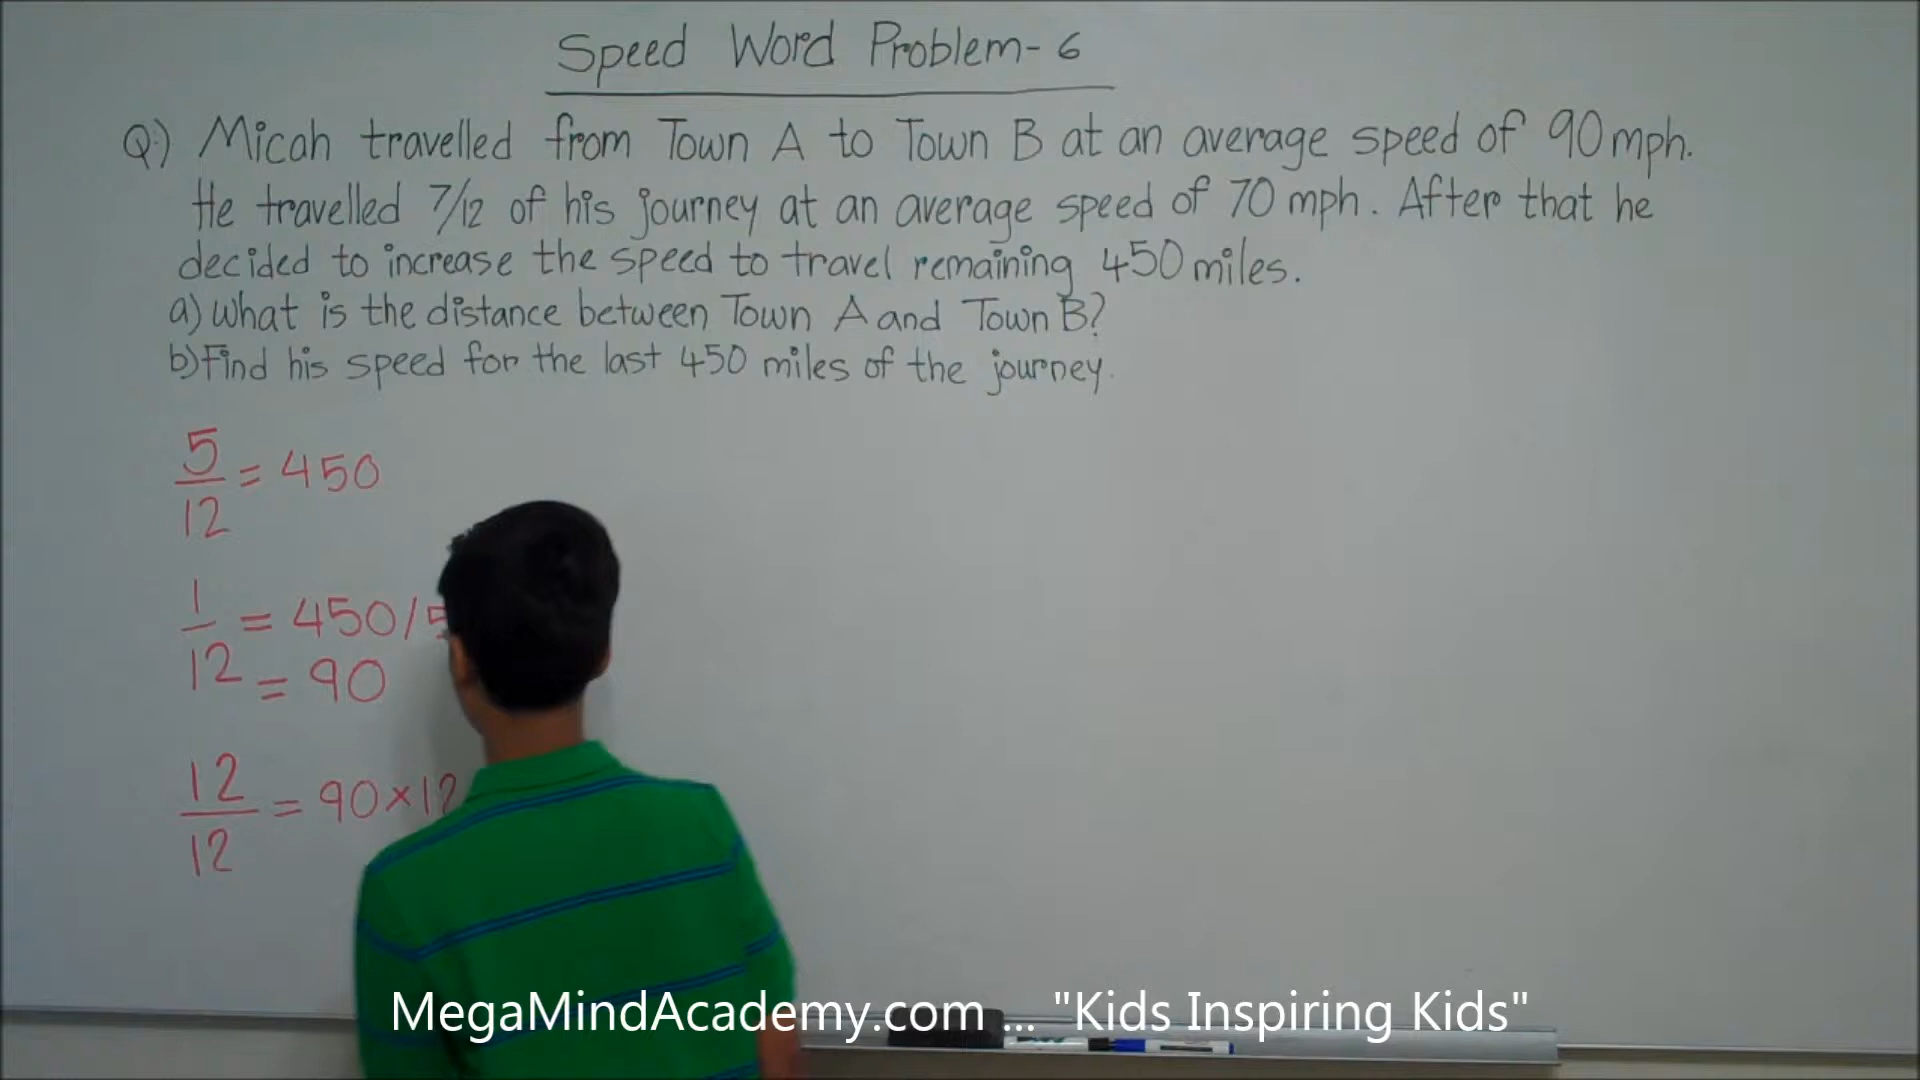 Speed Word Problem-6
Q) Micah travelled from Town A to Town B at an average speed of 90 mph.
He travelled 7/12 of his journey at an average speed of 70 mph. After that he
decided to increase the speed to travel remaining 450 miles.
a) What is the distance between Town A and Town B?
b) Find his speed for the last 450 miles of the journey.
5/12 = 450
1/12 = 450/5
= 90
12/12 = 90×12
MegaMindAcademy.com ... "Kids Inspiring Kids"